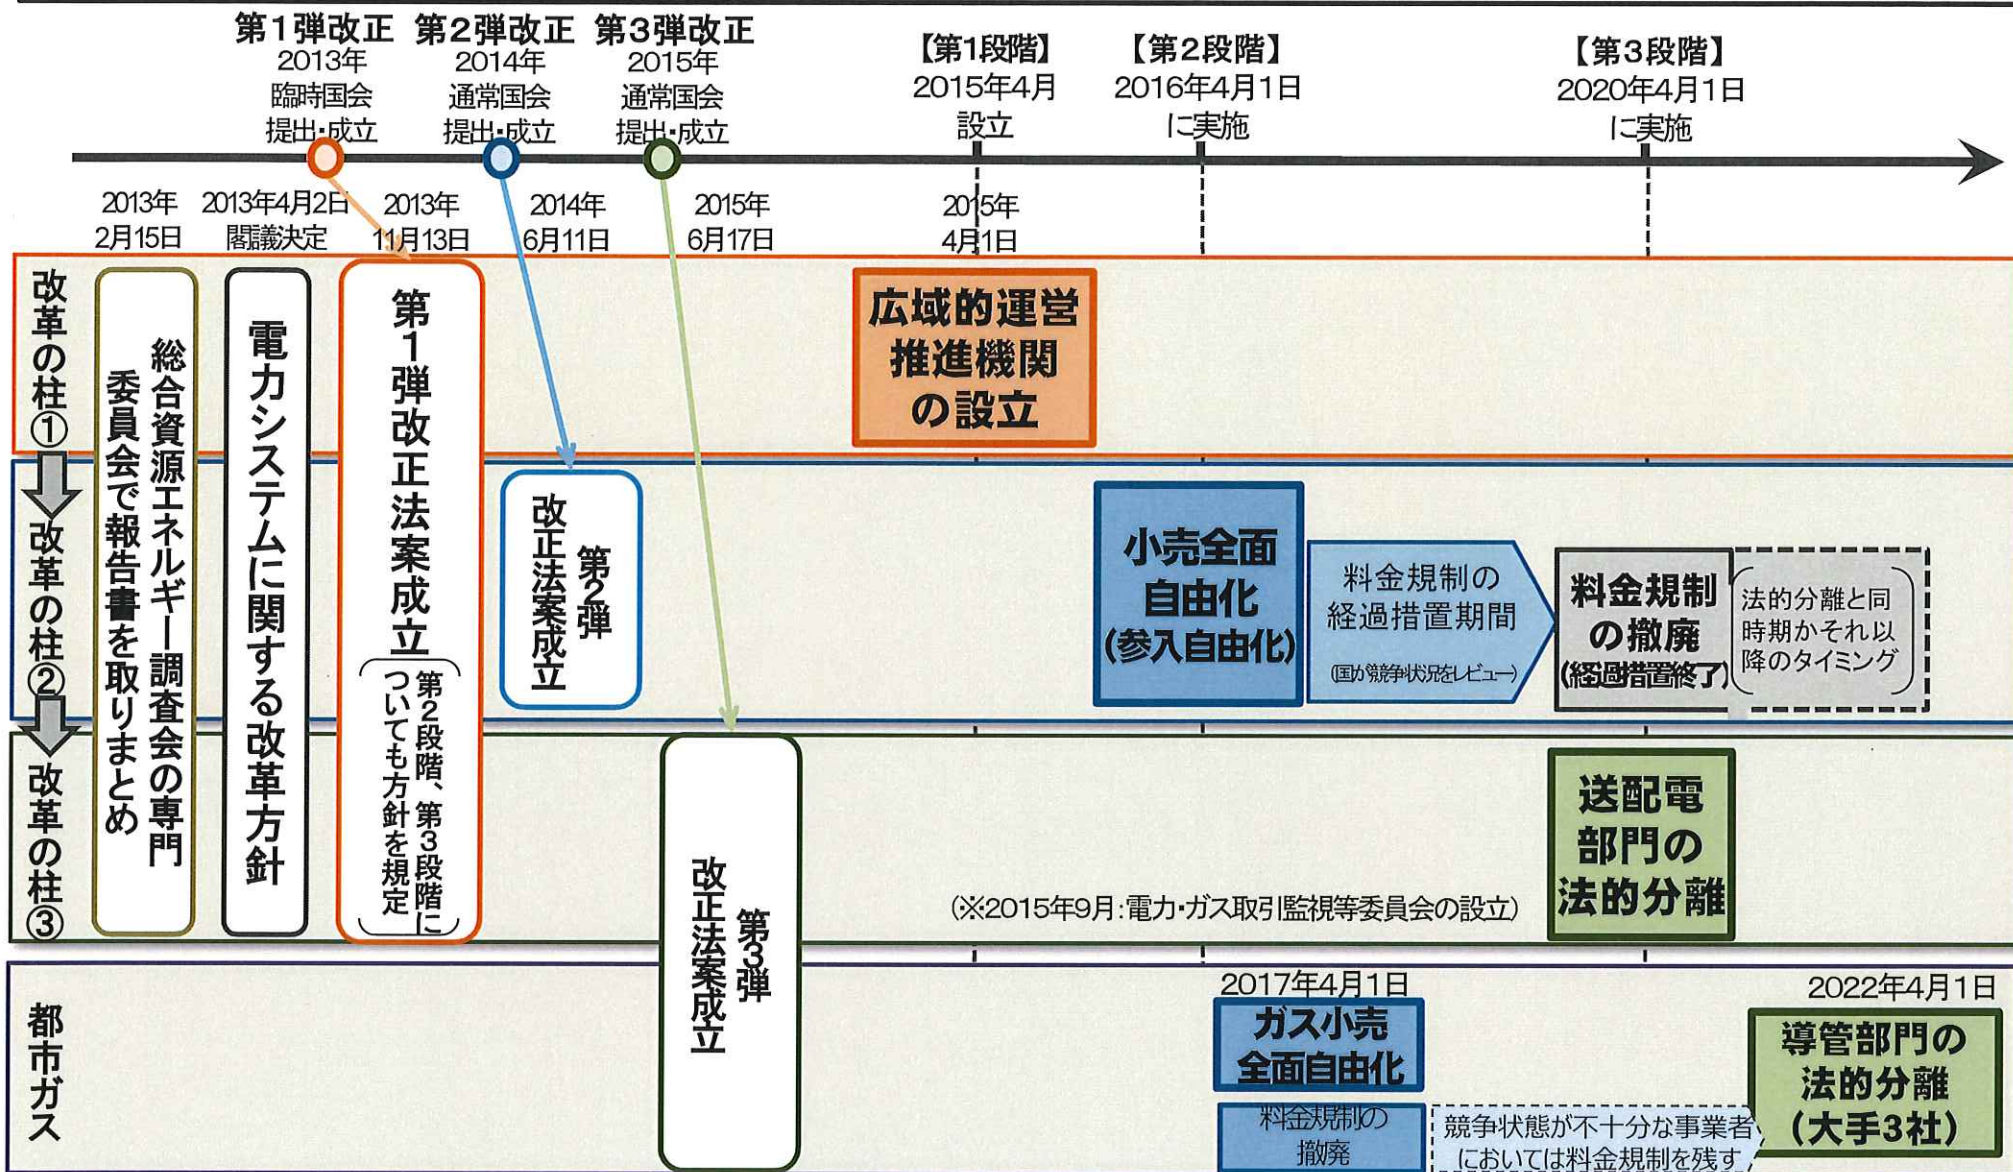 第1弾改正
2013年
臨時国会
提出・成立
第2弾改正
2014年
通常国会
提出・成立
第3弾改正
2015年
通常国会
提出・成立
【第1段階】
2015年4月
設立
【第2段階】
2016年4月1日
に実施
【第3段階】
2020年4月1日
に実施
2013年
2月15日
2013年4月2日
閣議決定
2013年
11月13日
2014年
6月11日
2015年
6月17日
2015年
4月1日
改革の柱①
改革の柱②
改革の柱③
総合資源エネルギー調査会の専門
委員会で報告書を取りまとめ
電力システムに関する改革方針
第1弾改正法案成立
第2段階、第3段階に
ついても方針を規定
第2弾
改正法案成立
第3弾
改正法案成立
広域的運営
推進機関
の設立
小売全面
自由化
(参入自由化)
料金規制の
経過措置期間
(国が競争状況をレビュー)
料金規制
の撤廃
(経過措置終了)
法的分離と同
時期かそれ以
降のタイミング
送配電
部門の
法的分離
(※2015年9月:電力・ガス取引監視等委員会の設立)
都市ガス
2017年4月1日
ガス小売
全面自由化
料金規制の
撤廃
競争状態が不十分な事業者
においては料金規制を残す
2022年4月1日
導管部門の
法的分離
(大手3社)